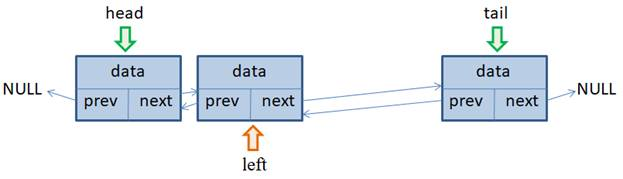 head tail
data data data
NULL prev next prev next prev next NULL
left